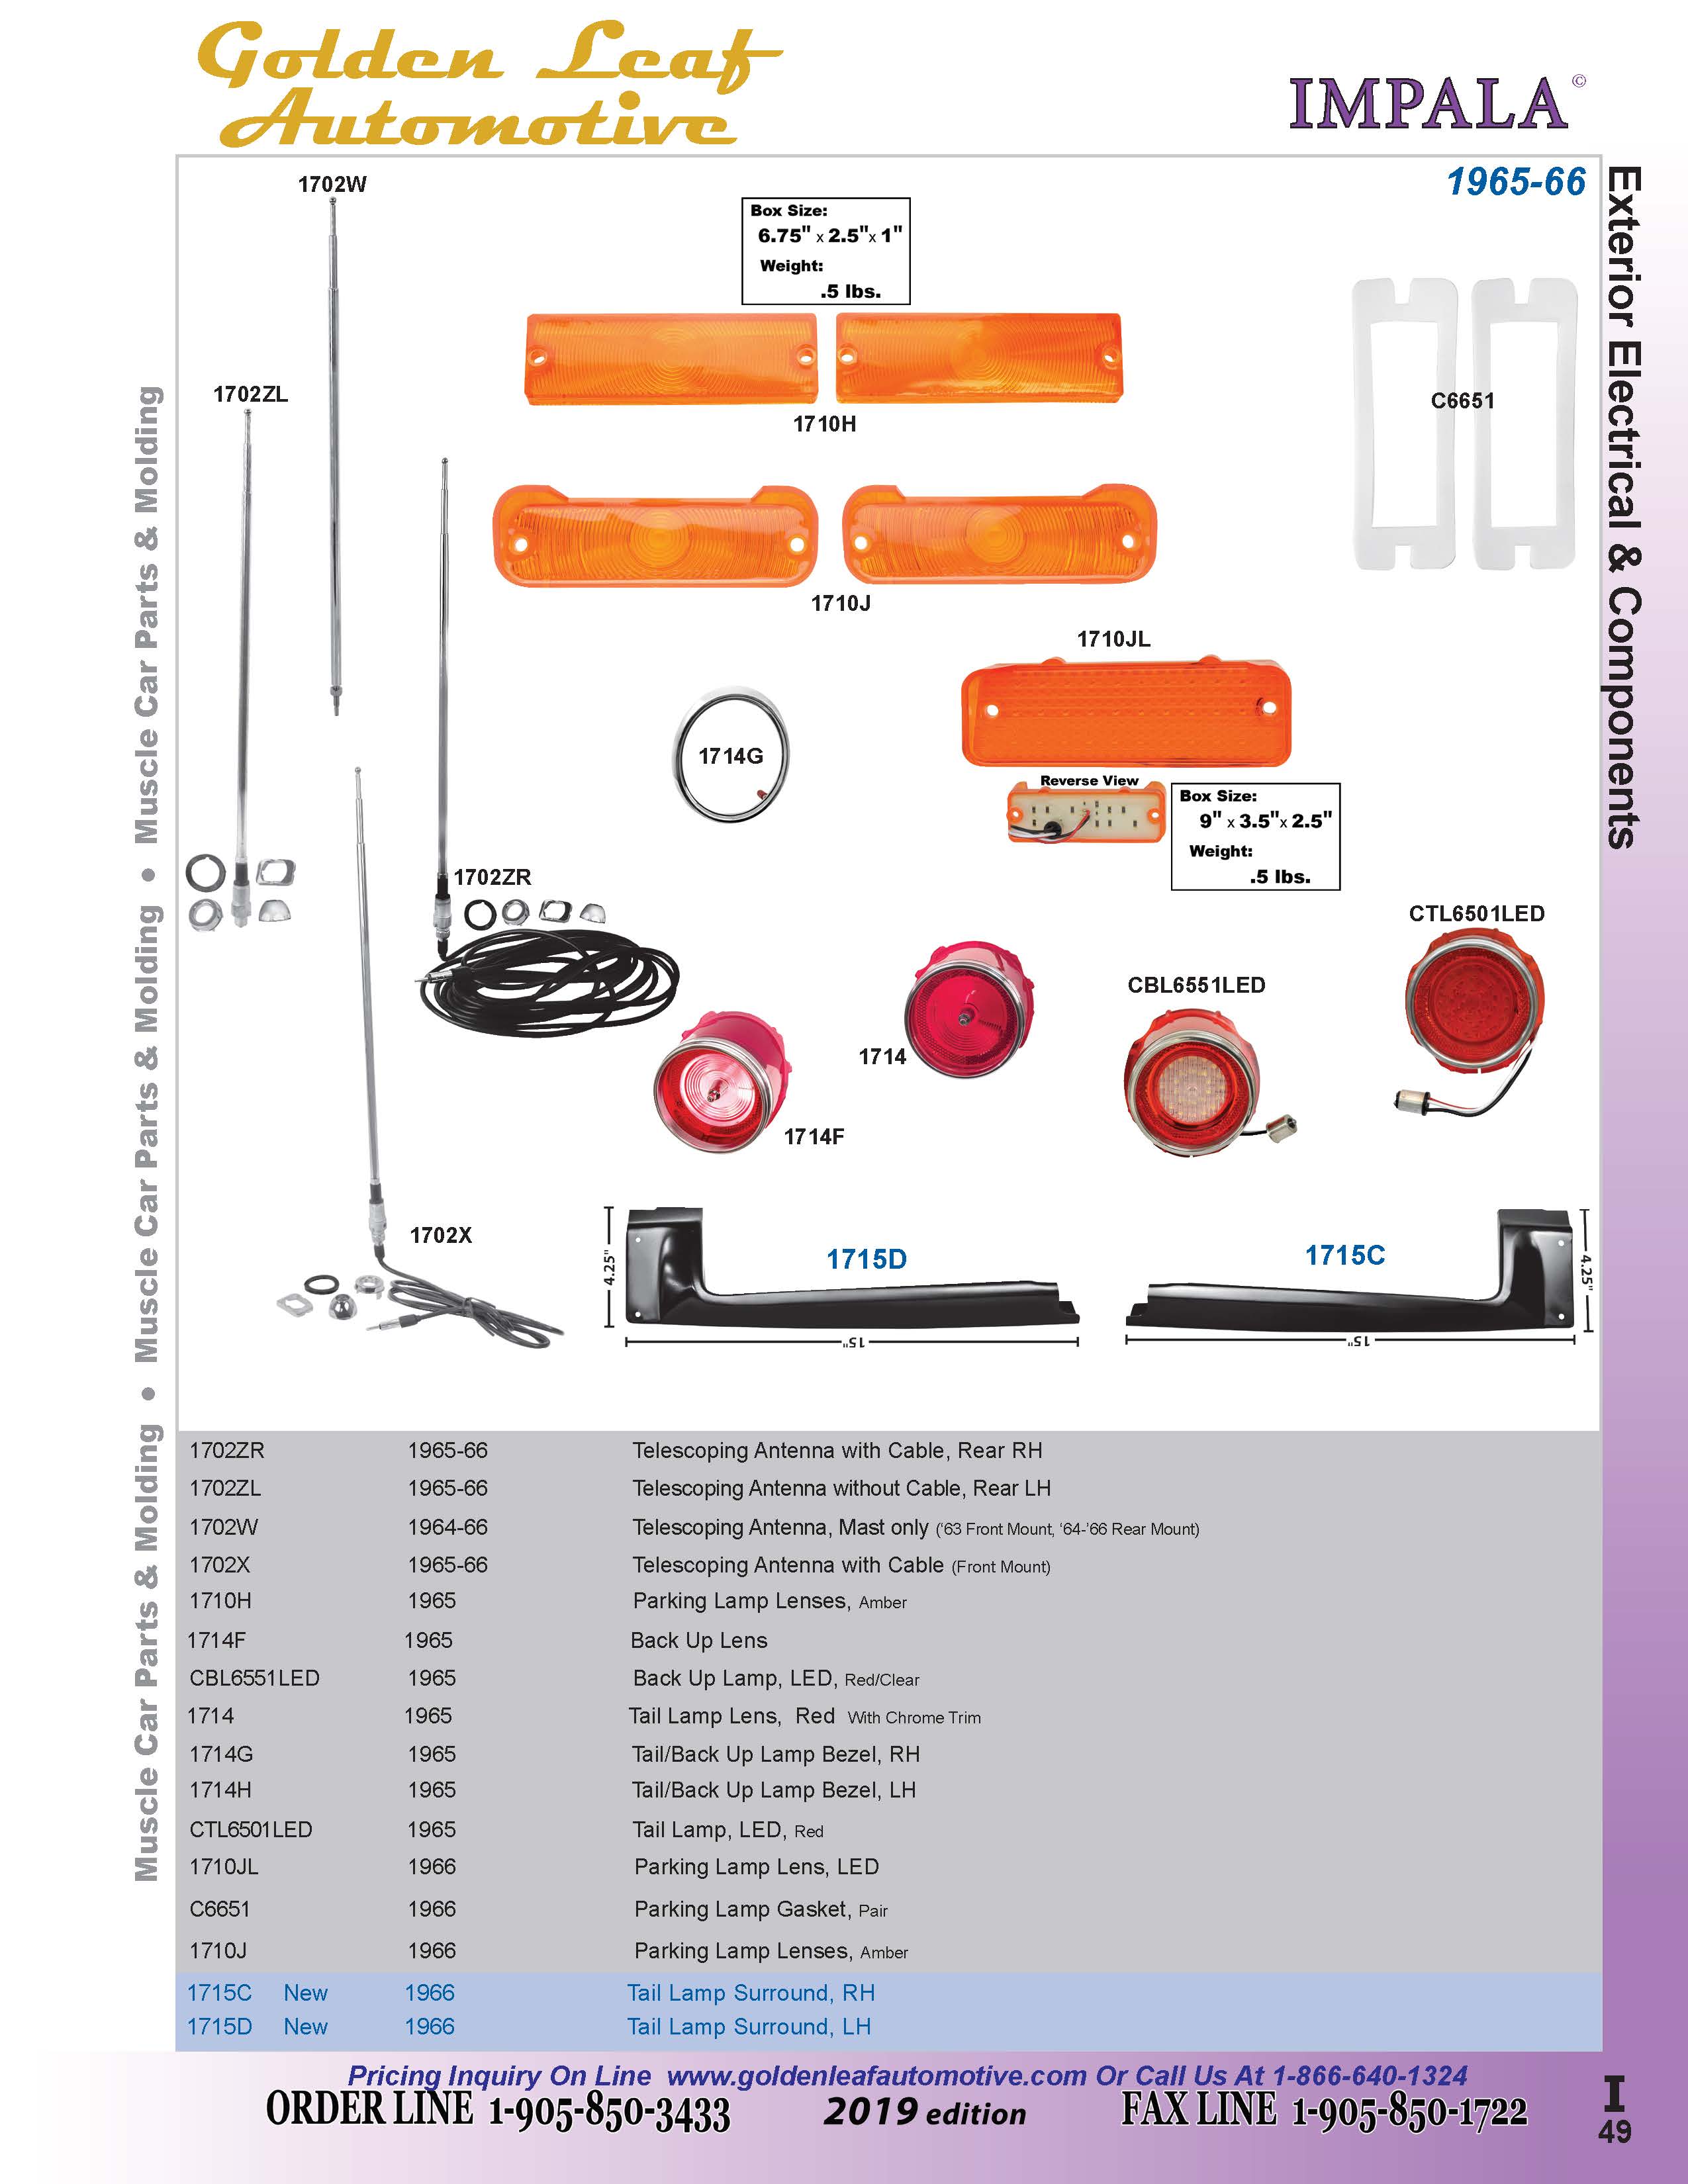 Golden Leaf
Automotive
IMPALA©
1965-66
Exterior Electrical & Components
Muscle Car Parts & Molding • Muscle Car Parts & Molding • Muscle Car Parts & Molding
1702W
Box Size:
6.75" x 2.5"x 1"
Weight:
.5 lbs.
1702ZL
C6651
1710H
1710J
1710JL
1714G
Reverse View
Box Size:
9" x 3.5"x 2.5"
Weight:
.5 lbs.
1702ZR
CTL6501LED
CBL6551LED
1714
1714F
1702X
4.25"
1715D
15"
1715C
4.25"
15"
1702ZR 1965-66 Telescoping Antenna with Cable, Rear RH
1702ZL 1965-66 Telescoping Antenna without Cable, Rear LH
1702W 1964-66 Telescoping Antenna, Mast only (‘63 Front Mount, ‘64-’66 Rear Mount)
1702X 1965-66 Telescoping Antenna with Cable (Front Mount)
1710H 1965 Parking Lamp Lenses, Amber
1714F 1965 Back Up Lens
CBL6551LED 1965 Back Up Lamp, LED, Red/Clear
1714 1965 Tail Lamp Lens, Red With Chrome Trim
1714G 1965 Tail/Back Up Lamp Bezel, RH
1714H 1965 Tail/Back Up Lamp Bezel, LH
CTL6501LED 1965 Tail Lamp, LED, Red
1710JL 1966 Parking Lamp Lens, LED
C6651 1966 Parking Lamp Gasket, Pair
1710J 1966 Parking Lamp Lenses, Amber
1715C New 1966 Tail Lamp Surround, RH
1715D New 1966 Tail Lamp Surround, LH
Pricing Inquiry On Line www.goldenleafautomotive.com Or Call Us At 1-866-640-1324
ORDER LINE 1-905-850-3433 2019 edition FAX LINE 1-905-850-1722
I
49